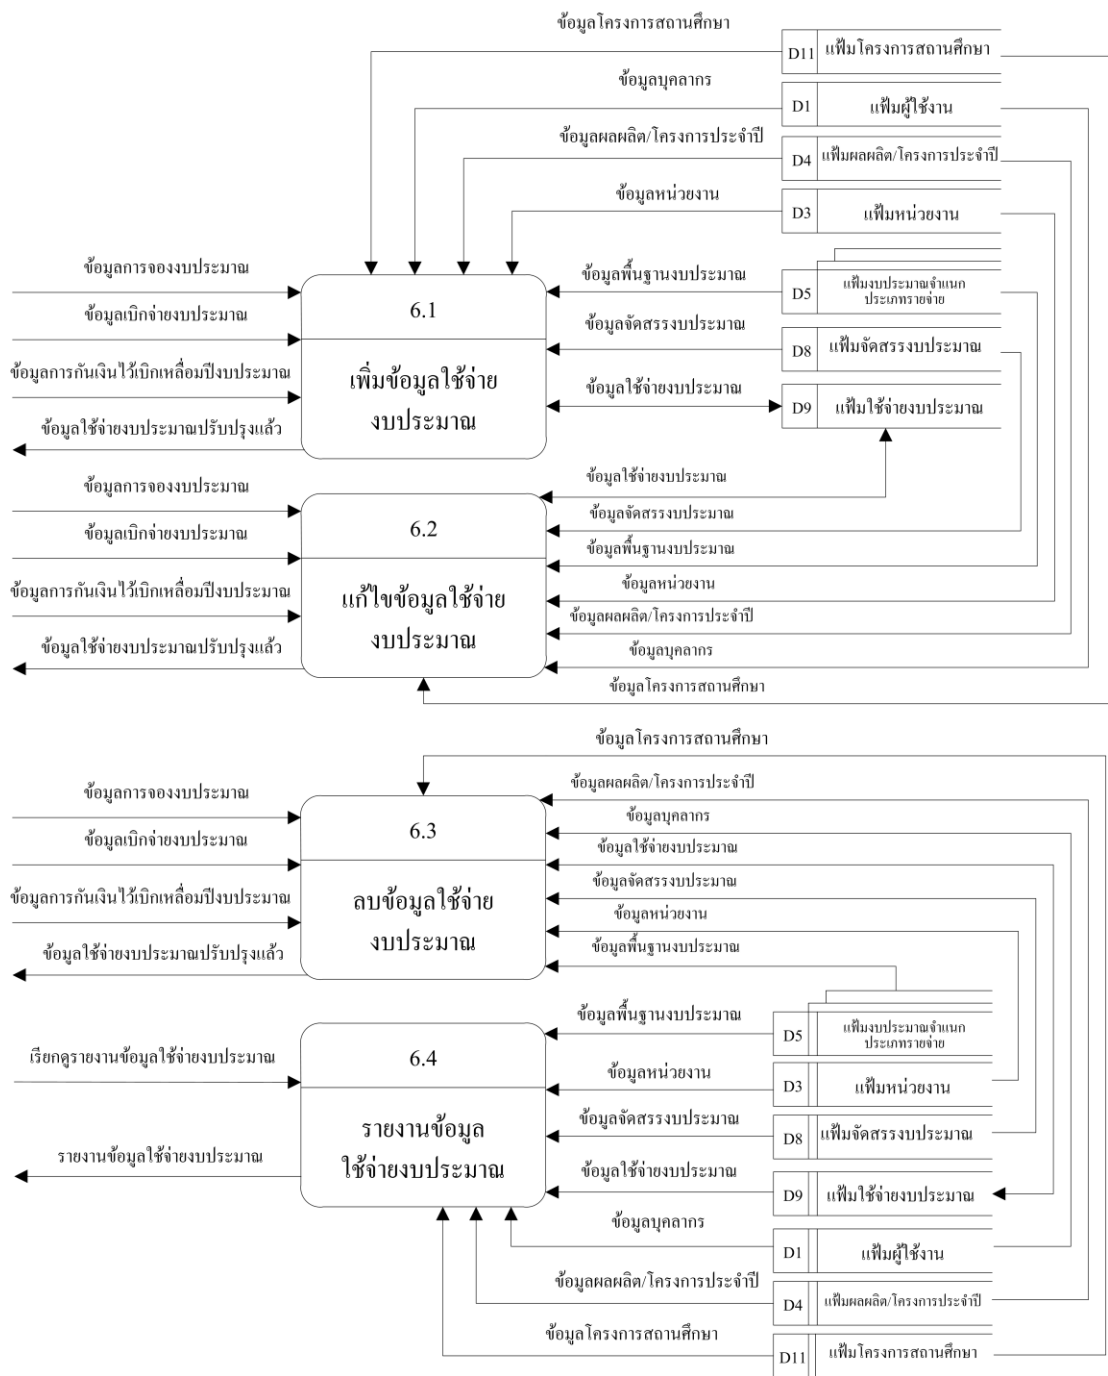 ข้อมูลโครงการสถานศึกษา
D11 แฟ้มโครงการสถานศึกษา
ข้อมูลบุคลากร
D1 แฟ้มผู้ใช้งาน
ข้อมูลผลผลิต/โครงการประจำปี
D4 แฟ้มผลผลิต/โครงการประจำปี
ข้อมูลหน่วยงาน
D3 แฟ้มหน่วยงาน
ข้อมูลการจองงบประมาณ
ข้อมูลเบิกจ่ายงบประมาณ
ข้อมูลการกันเงินไว้เบิกเหลื่อมปีงบประมาณ
ข้อมูลใช้จ่ายงบประมาณปรับปรุงแล้ว
6.1
เพิ่มข้อมูลใช้จ่าย
งบประมาณ
ข้อมูลพื้นฐานงบประมาณ
D5 แฟ้มงบประมาณจำแนก
ประเภทรายจ่าย
ข้อมูลจัดสรรงบประมาณ
D8 แฟ้มจัดสรรงบประมาณ
ข้อมูลใช้จ่ายงบประมาณ
D9 แฟ้มใช้จ่ายงบประมาณ
ข้อมูลการจองงบประมาณ
ข้อมูลเบิกจ่ายงบประมาณ
ข้อมูลการกันเงินไว้เบิกเหลื่อมปีงบประมาณ
ข้อมูลใช้จ่ายงบประมาณปรับปรุงแล้ว
6.2
แก้ไขข้อมูลใช้จ่าย
งบประมาณ
ข้อมูลใช้จ่ายงบประมาณ
ข้อมูลจัดสรรงบประมาณ
ข้อมูลพื้นฐานงบประมาณ
ข้อมูลหน่วยงาน
ข้อมูลผลผลิต/โครงการประจำปี
ข้อมูลบุคลากร
ข้อมูลโครงการสถานศึกษา
ข้อมูลโครงการสถานศึกษา
ข้อมูลการจองงบประมาณ
ข้อมูลเบิกจ่ายงบประมาณ
ข้อมูลการกันเงินไว้เบิกเหลื่อมปีงบประมาณ
ข้อมูลใช้จ่ายงบประมาณปรับปรุงแล้ว
6.3
ลบข้อมูลใช้จ่าย
งบประมาณ
ข้อมูลผลผลิต/โครงการประจำปี
ข้อมูลบุคลากร
ข้อมูลใช้จ่ายงบประมาณ
ข้อมูลจัดสรรงบประมาณ
ข้อมูลหน่วยงาน
ข้อมูลพื้นฐานงบประมาณ
เรียกดูรายงานข้อมูลใช้จ่ายงบประมาณ
รายงานข้อมูลใช้จ่ายงบประมาณ
6.4
รายงานข้อมูล
ใช้จ่ายงบประมาณ
ข้อมูลพื้นฐานงบประมาณ
D5 แฟ้มงบประมาณจำแนก
ประเภทรายจ่าย
ข้อมูลหน่วยงาน
D3 แฟ้มหน่วยงาน
ข้อมูลจัดสรรงบประมาณ
D8 แฟ้มจัดสรรงบประมาณ
ข้อมูลใช้จ่ายงบประมาณ
D9 แฟ้มใช้จ่ายงบประมาณ
ข้อมูลบุคลากร
D1 แฟ้มผู้ใช้งาน
ข้อมูลผลผลิต/โครงการประจำปี
D4 แฟ้มผลผลิต/โครงการประจำปี
ข้อมูลโครงการสถานศึกษา
D11 แฟ้มโครงการสถานศึกษา